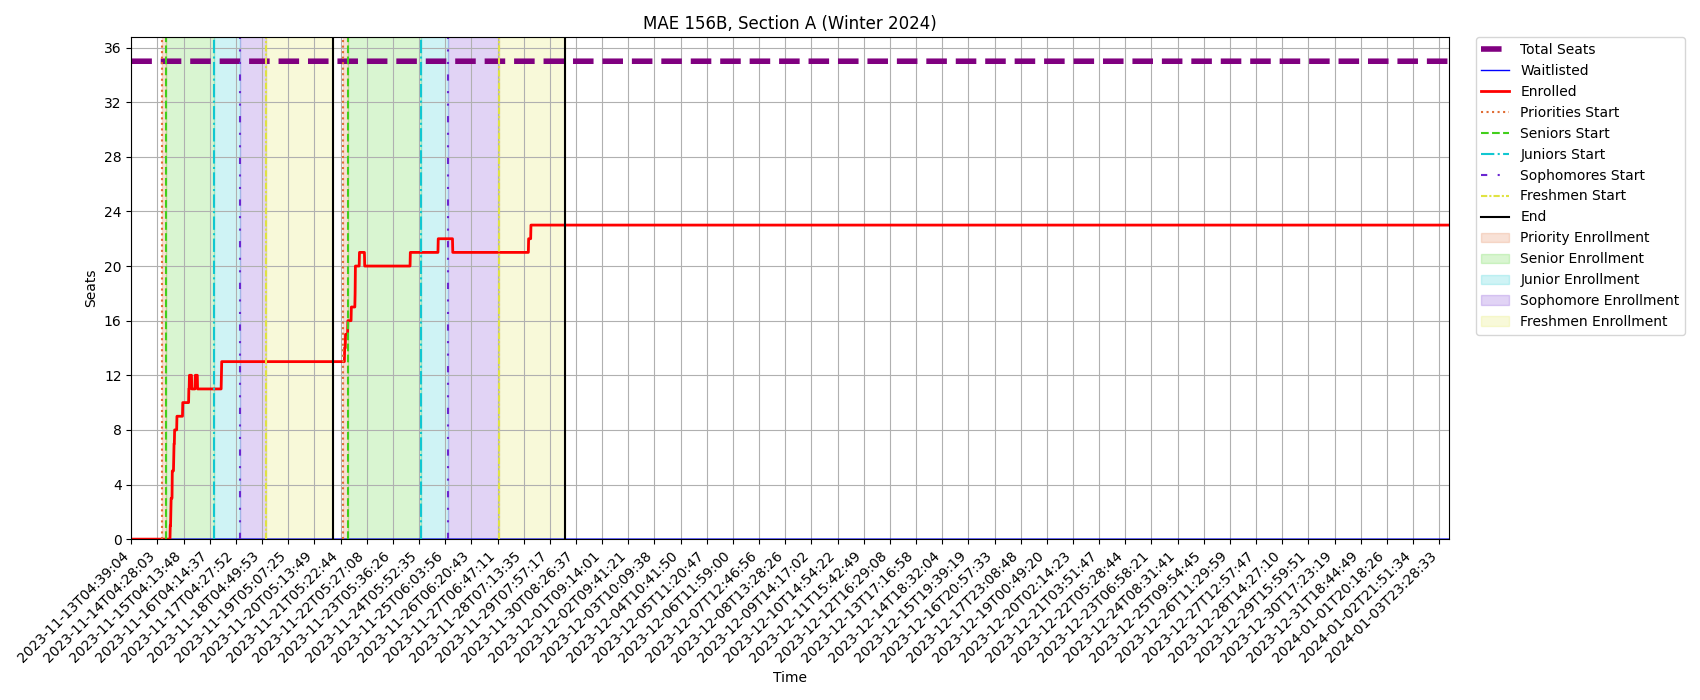 MAE 156B, Section A (Winter 2024)
36
32
28
24
20
16
12
8
4
0
Seats
2023-11-13T04:39:04
2023-11-14T04:28:03
2023-11-15T04:13:48
2023-11-16T04:14:37
2023-11-17T04:27:52
2023-11-18T04:49:53
2023-11-19T05:07:23
2023-11-20T05:13:49
2023-11-21T05:22:44
2023-11-22T05:27:08
2023-11-23T05:36:26
2023-11-24T05:52:35
2023-11-26T06:03:56
2023-11-26T06:20:43
2023-11-27T06:47:11
2023-11-28T07:13:35
2023-11-29T07:57:17
2023-11-30T08:26:37
2023-12-01T09:14:01
2023-12-02T09:41:21
2023-12-03T10:09:38
2023-12-04T10:41:50
2023-12-05T11:20:47
2023-12-06T11:59:00
2023-12-07T12:46:56
2023-12-08T13:28:26
2023-12-09T14:17:02
2023-12-10T14:54:22
2023-12-11T15:42:49
2023-12-12T16:29:08
2023-12-13T17:16:58
2023-12-14T18:32:04
2023-12-15T19:39:19
2023-12-16T20:57:33
2023-12-17T23:08:48
2023-12-19T00:49:20
2023-12-20T02:14:23
2023-12-21T03:51:47
2023-12-22T05:28:44
2023-12-23T06:58:21
2023-12-24T08:31:41
2023-12-25T09:54:45
2023-12-26T11:29:59
2023-12-27T12:57:47
2023-12-28T14:27:10
2023-12-29T15:59:51
2023-12-30T17:23:19
2023-12-31T18:44:49
2024-01-01T20:18:26
2024-01-02T21:51:34
2024-01-03T23:28:33
Time
Total Seats
Waitlisted
Enrolled
Priorities Start
Seniors Start
Juniors Start
Sophomores Start
Freshmen Start
End
Priority Enrollment
Senior Enrollment
Junior Enrollment
Sophomore Enrollment
Freshmen Enrollment